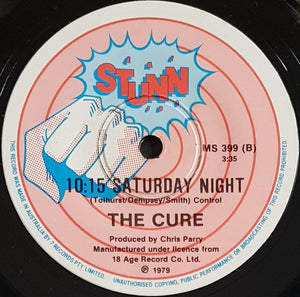 STUNN
MS 399 (B)
3:35
10:15 SATURDAY NIGHT
(Tolhurst/Dempsey/Smith) Control
THE CURE
Produced by Chris Parry
Manufactured under licence from
18 Age Record Co. Ltd.
℗ 1979
THIS RECORD WAS MADE IN AUSTRALIA BY 7 RECORDS PTY LIMITED
UNAUTHORISED COPYING, PUBLIC PERFORMANCE OR BROADCASTING OF THIS RECORD PROHIBITED